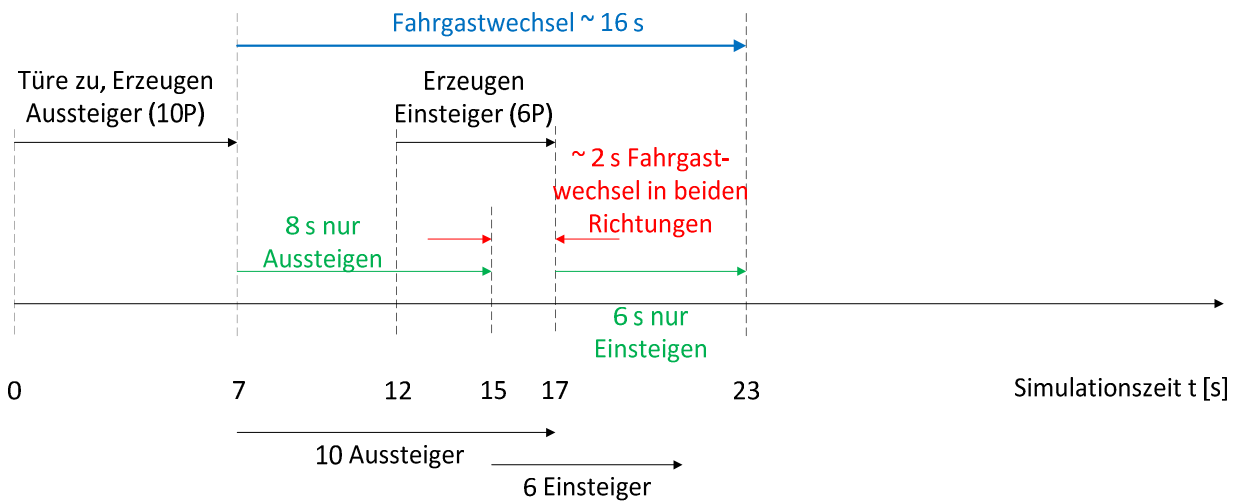 Fahrgastwechsel ~ 16 s
Türe zu, Erzeugen
Aussteiger (10P)
Erzeugen
Einsteiger (6P)
~ 2 s Fahrgast-
wechsel in beiden
Richtungen
8 s nur
Aussteigen
6 s nur
Einsteigen
0 7 12 15 17 23 Simulationszeit t [s]
10 Aussteiger
6 Einsteiger